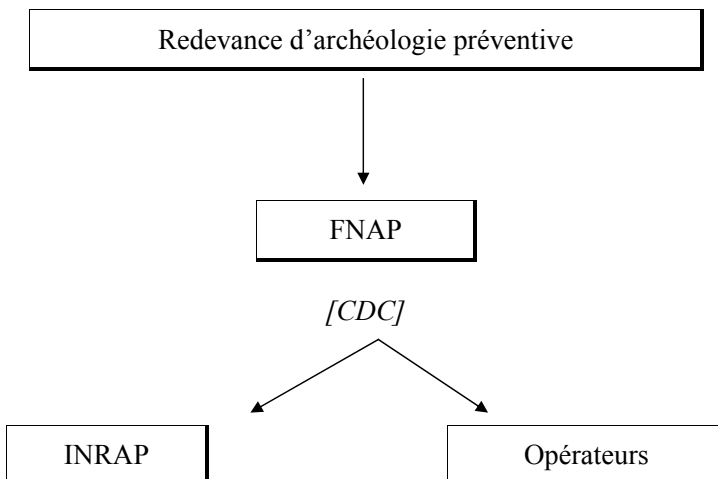 Redevance d’archéologie préventive
FNAP
[CDC]
INRAP
Opérateurs